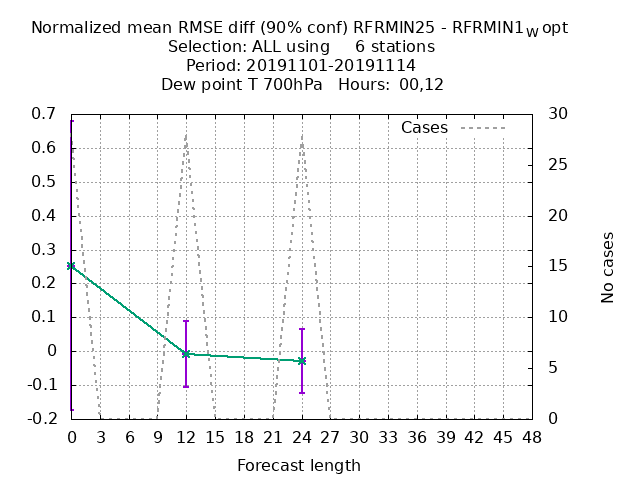 Normalized mean RMSE diff (90% conf) RFRMIN25 - RFRMIN1Wopt
Selection: ALL using     6 stations
Period: 20191101-20191114
Dew point T 700hPa   Hours:  00,12
Cases
0.7
0.6
0.5
0.4
0.3
0.2
0.1
0
-0.1
-0.2
30
25
20
15
10
5
0
No cases
0 3 6 9 12 15 18 21 24 27 30 33 36 39 42 45 48
Forecast length